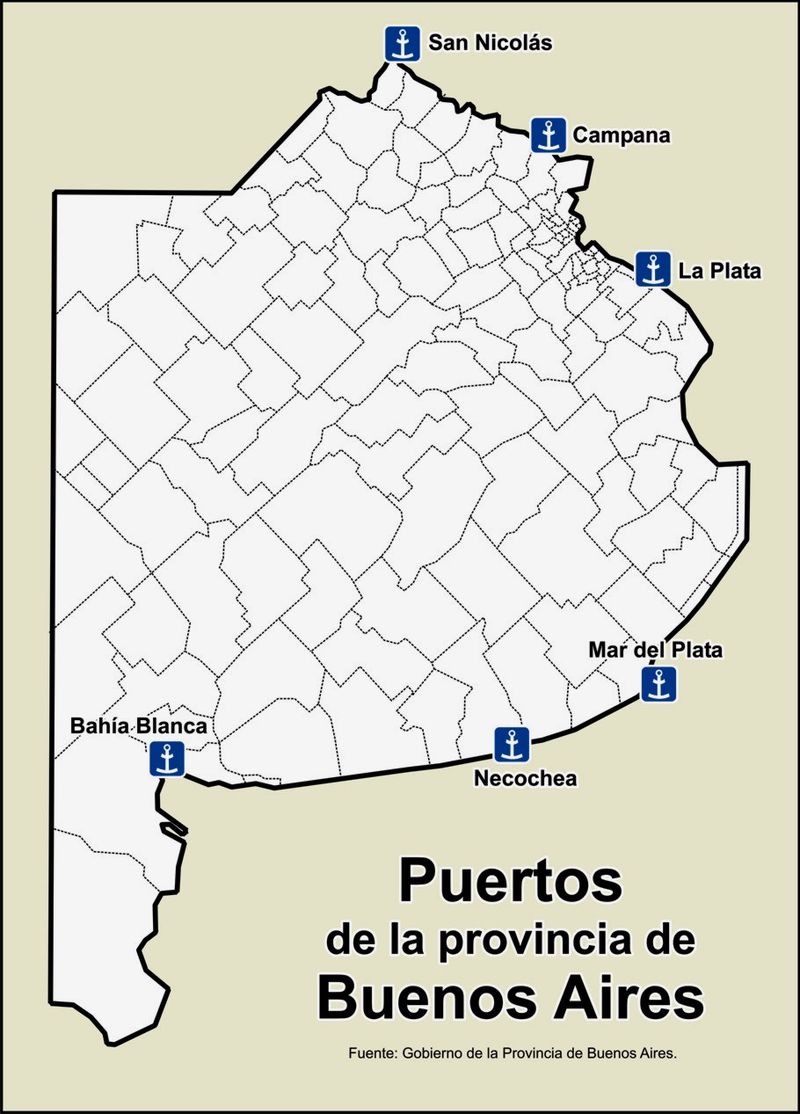 San Nicolás
Campana
La Plata
Mar del Plata
Bahía Blanca
Necochea
Puertos
de la provincia de
Buenos Aires
Fuente: Gobierno de la Provincia de Buenos Aires.